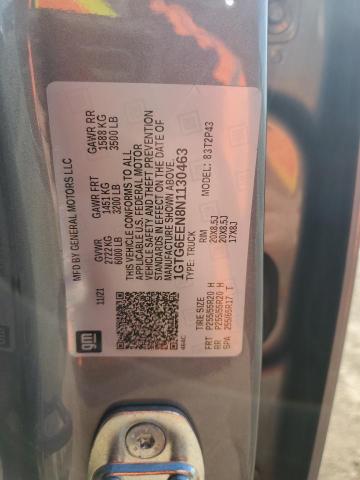 MFD BY GENERAL MOTORS LLC
11/21
GVWR
2722 KG
6000 LB
GAWR FRT
1451 KG
3200 LB
GAWR RR
1588 KG
3500 LB
THIS VEHICLE CONFORMS TO ALL
APPLICABLE U.S. FEDERAL MOTOR
VEHICLE SAFETY AND THEFT PREVENTION
STANDARDS IN EFFECT ON THE DATE OF
MANUFACTURE SHOWN ABOVE.
1GTG6EEN8N1130463
TYPE: TRUCK
MODEL: 83T2P43
TIRE SIZE RIM
FRT P255/55R20 H 20X8.5J
RR P255/55R20 H 20X8.5J
SPA 255/65R17 T 17X8J
gm